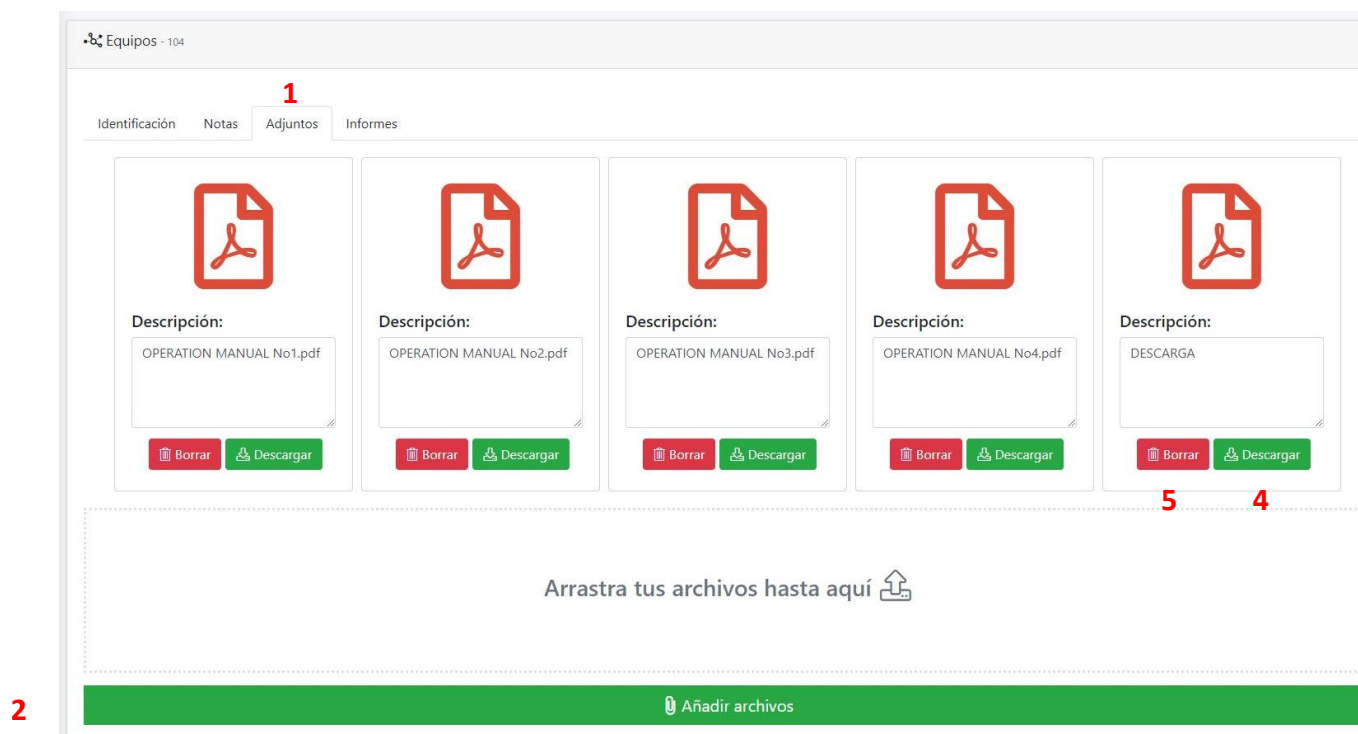 Equipos - 104
1
Identificación Notas Adjuntos Informes
Descripción: Descripción: Descripción: Descripción: Descripción:
OPERATION MANUAL No1.pdf OPERATION MANUAL No2.pdf OPERATION MANUAL No3.pdf OPERATION MANUAL No4.pdf DESCARGA
Borrar Descargar Borrar Descargar Borrar Descargar Borrar Descargar Borrar Descargar
5 4
Arrastra tus archivos hasta aquí
2 Añadir archivos